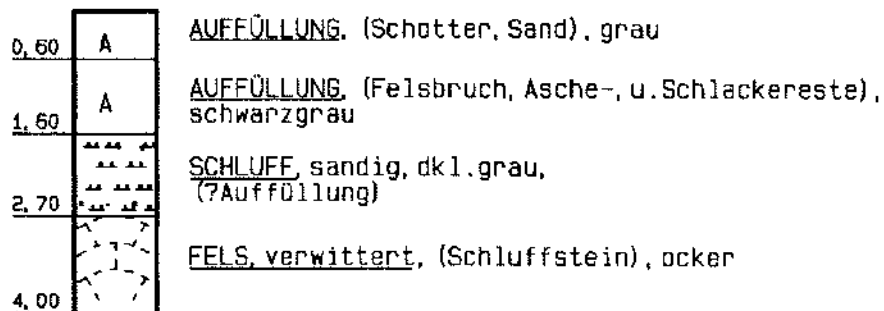 AUFFÜLLUNG, (Schotter, Sand), grau
0,60 A
AUFFÜLLUNG, (Felsbruch, Asche-, u.Schlackereste),
A
schwarzgrau
1,60
SCHLUFF, sandig, dkl.grau,
(?Auffüllung)
2,70
FELS, verwittert, (Schluffstein), ocker
4,00